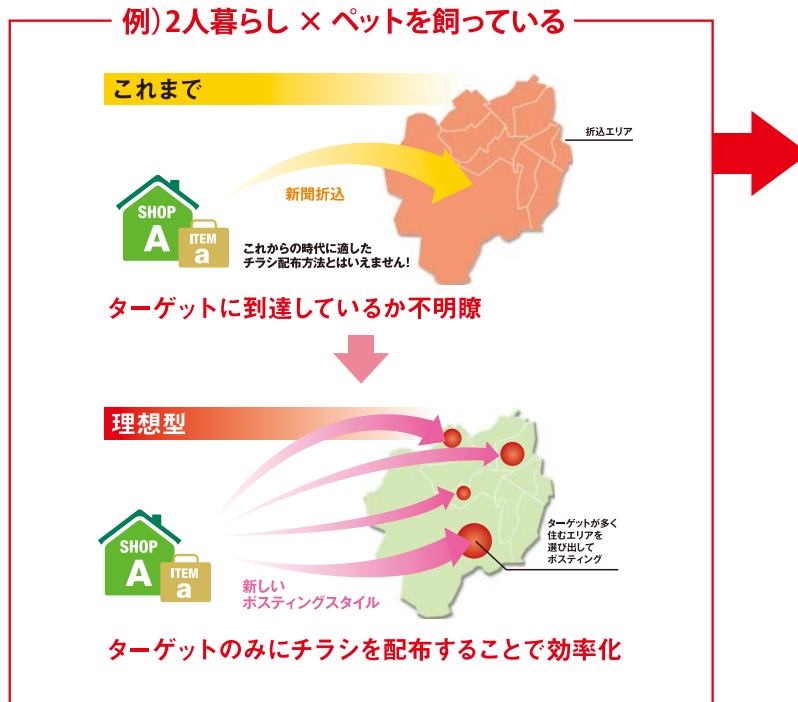 例）2人暮らし × ペットを飼っている
これまで
折込エリア
新聞折込
SHOP
A
ITEM
a
これからの時代に適した
チラシ配布方法とはいえません！
ターゲットに到達しているか不明瞭
理想型
ターゲットが多く
住むエリアを
選び出して
ポスティング
SHOP
A
ITEM
a
新しい
ポスティングスタイル
ターゲットのみにチラシを配布することで効率化